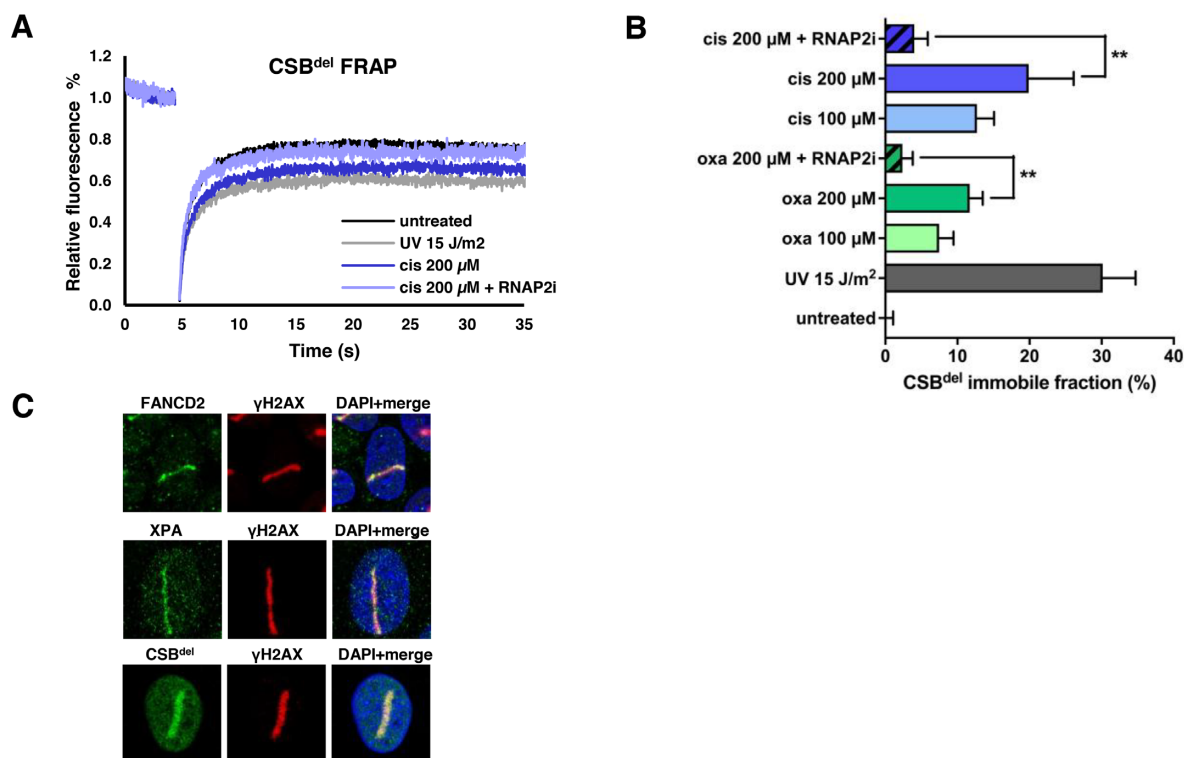 A
CSBdel FRAP
Relative fluorescence %
1.2
1.0
0.8
0.6
0.4
0.2
0.0
untreated
UV 15 J/m2
cis 200 µM
cis 200 µM + RNAP2i
0 5 10 15 20 25 30 35
Time (s)
B
cis 200 µM + RNAP2i
**
cis 200 µM
cis 100 µM
oxa 200 µM + RNAP2i
**
oxa 200 µM
oxa 100 µM
UV 15 J/m²
untreated
0 10 20 30 40
CSBdel immobile fraction (%)
C
FANCD2 γH2AX DAPI+merge
XPA γH2AX DAPI+merge
CSBdel γH2AX DAPI+merge